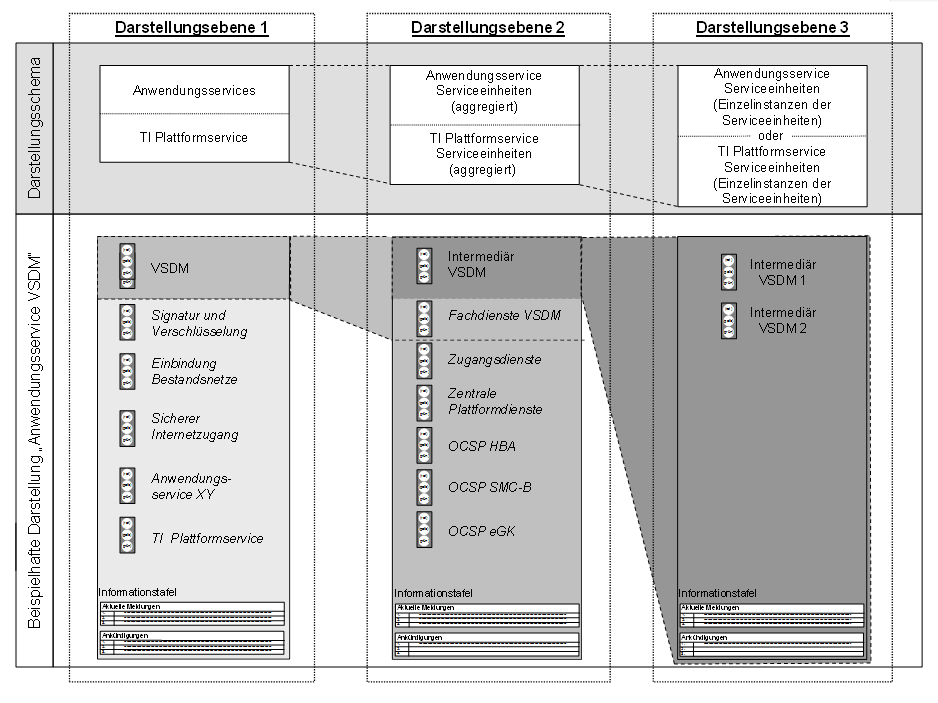 Darstellungsebene 1
Darstellungsebene 2
Darstellungsebene 3
Darstellungsschema
Anwendungsservices
TI Plattformservice
Anwendungsservice
Serviceeinheiten
(aggregiert)
TI Plattformservice
Serviceeinheiten
(aggregiert)
Anwendungsservice
Serviceeinheiten
(Einzelinstanzen der
Serviceeinheiten)
oder
TI Plattformservice
Serviceeinheiten
(Einzelinstanzen der
Serviceeinheiten)
Beispielhafte Darstellung „Anwendungsservice VSDM“
VSDM
Signatur und
Verschlüsselung
Einbindung
Bestandsnetze
Sicherer
Internetzugang
Anwendungs-
service XY
TI Plattformservice
Informationstafel
Aktuelle Meldungen
Ankündigungen
Intermediär
VSDM
Fachdienste VSDM
Zugangsdienste
Zentrale
Plattformdienste
OCSP HBA
OCSP SMC-B
OCSP eGK
Informationstafel
Aktuelle Meldungen
Ankündigungen
Intermediär
VSDM 1
Intermediär
VSDM 2
Informationstafel
Aktuelle Meldungen
Ankündigungen